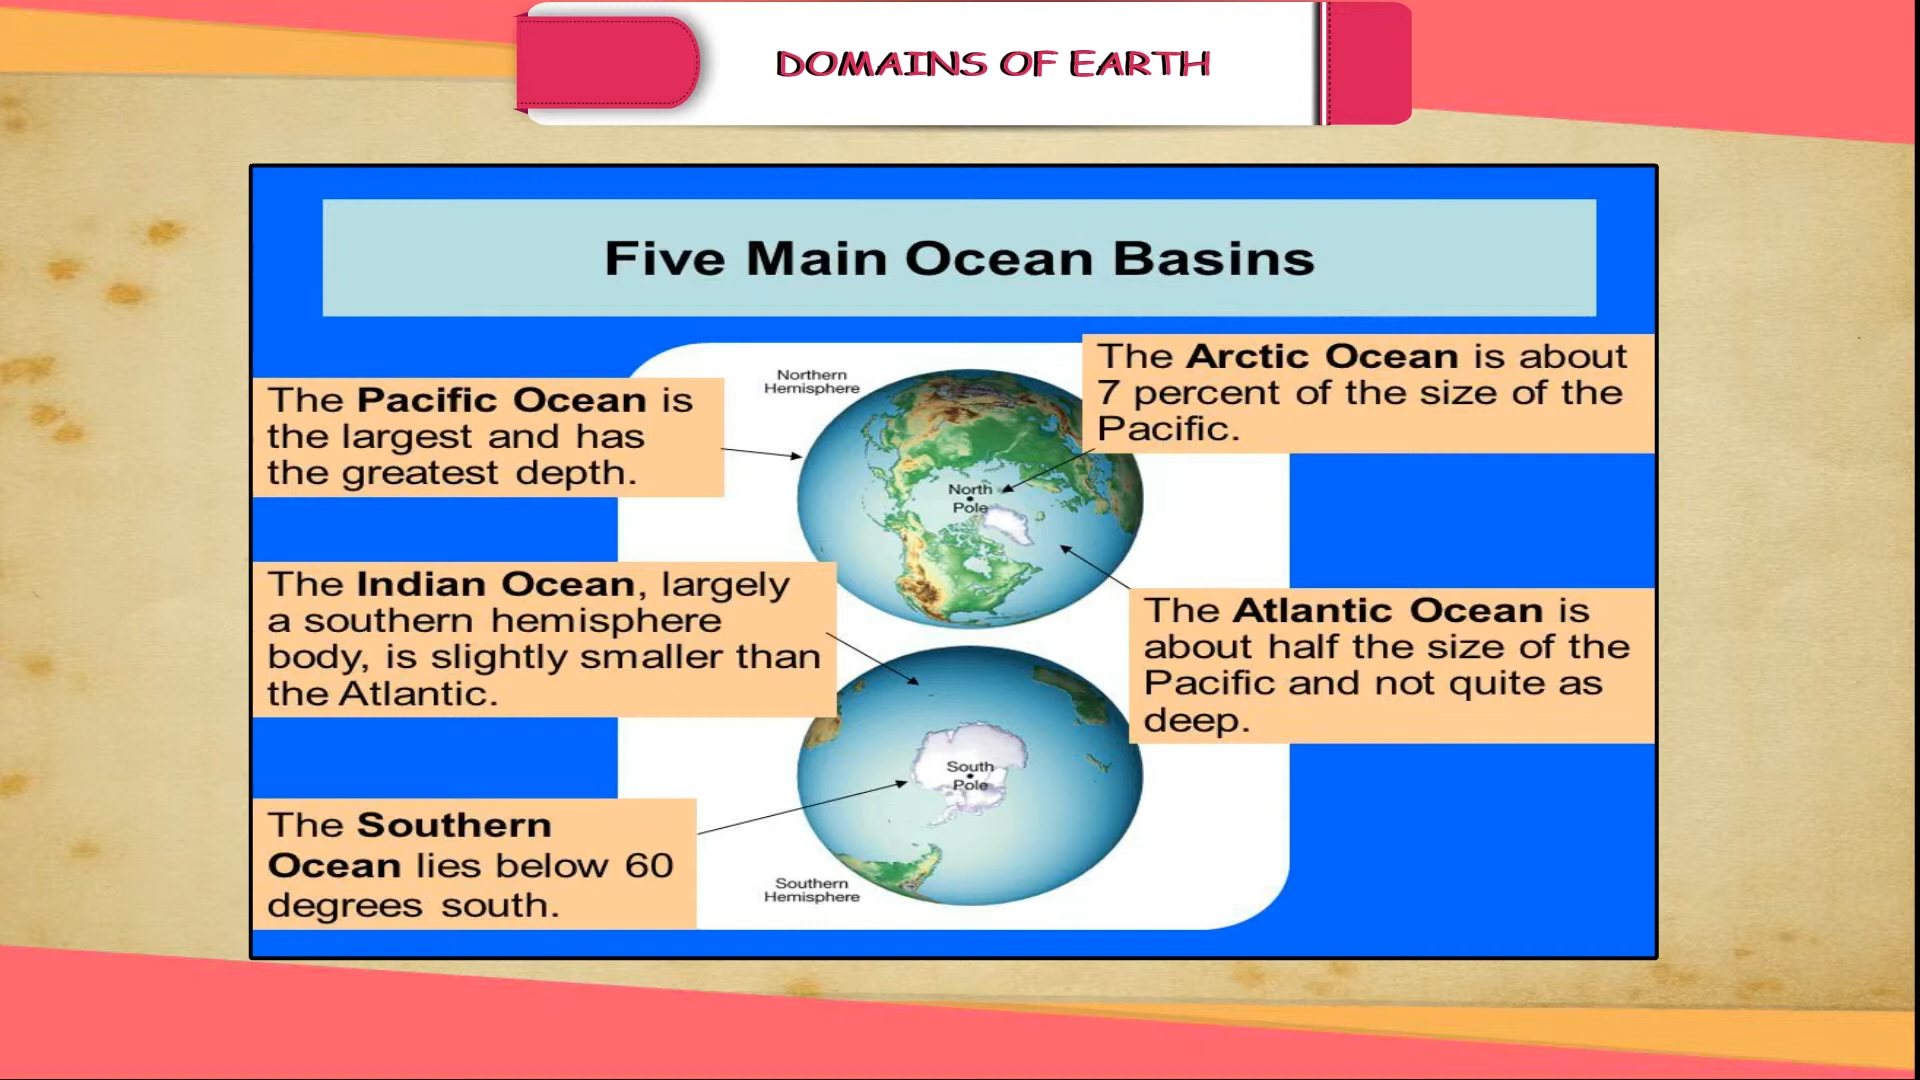 DOMAINS OF EARTH
Five Main Ocean Basins
The Pacific Ocean is
the largest and has
the greatest depth.
Northern
Hemisphere
The Arctic Ocean is about
7 percent of the size of the
Pacific.
North
Pole
The Indian Ocean, largely
a southern hemisphere
body, is slightly smaller than
the Atlantic.
The Atlantic Ocean is
about half the size of the
Pacific and not quite as
deep.
South
Pole
The Southern
Ocean lies below 60
degrees south.
Southern
Hemisphere